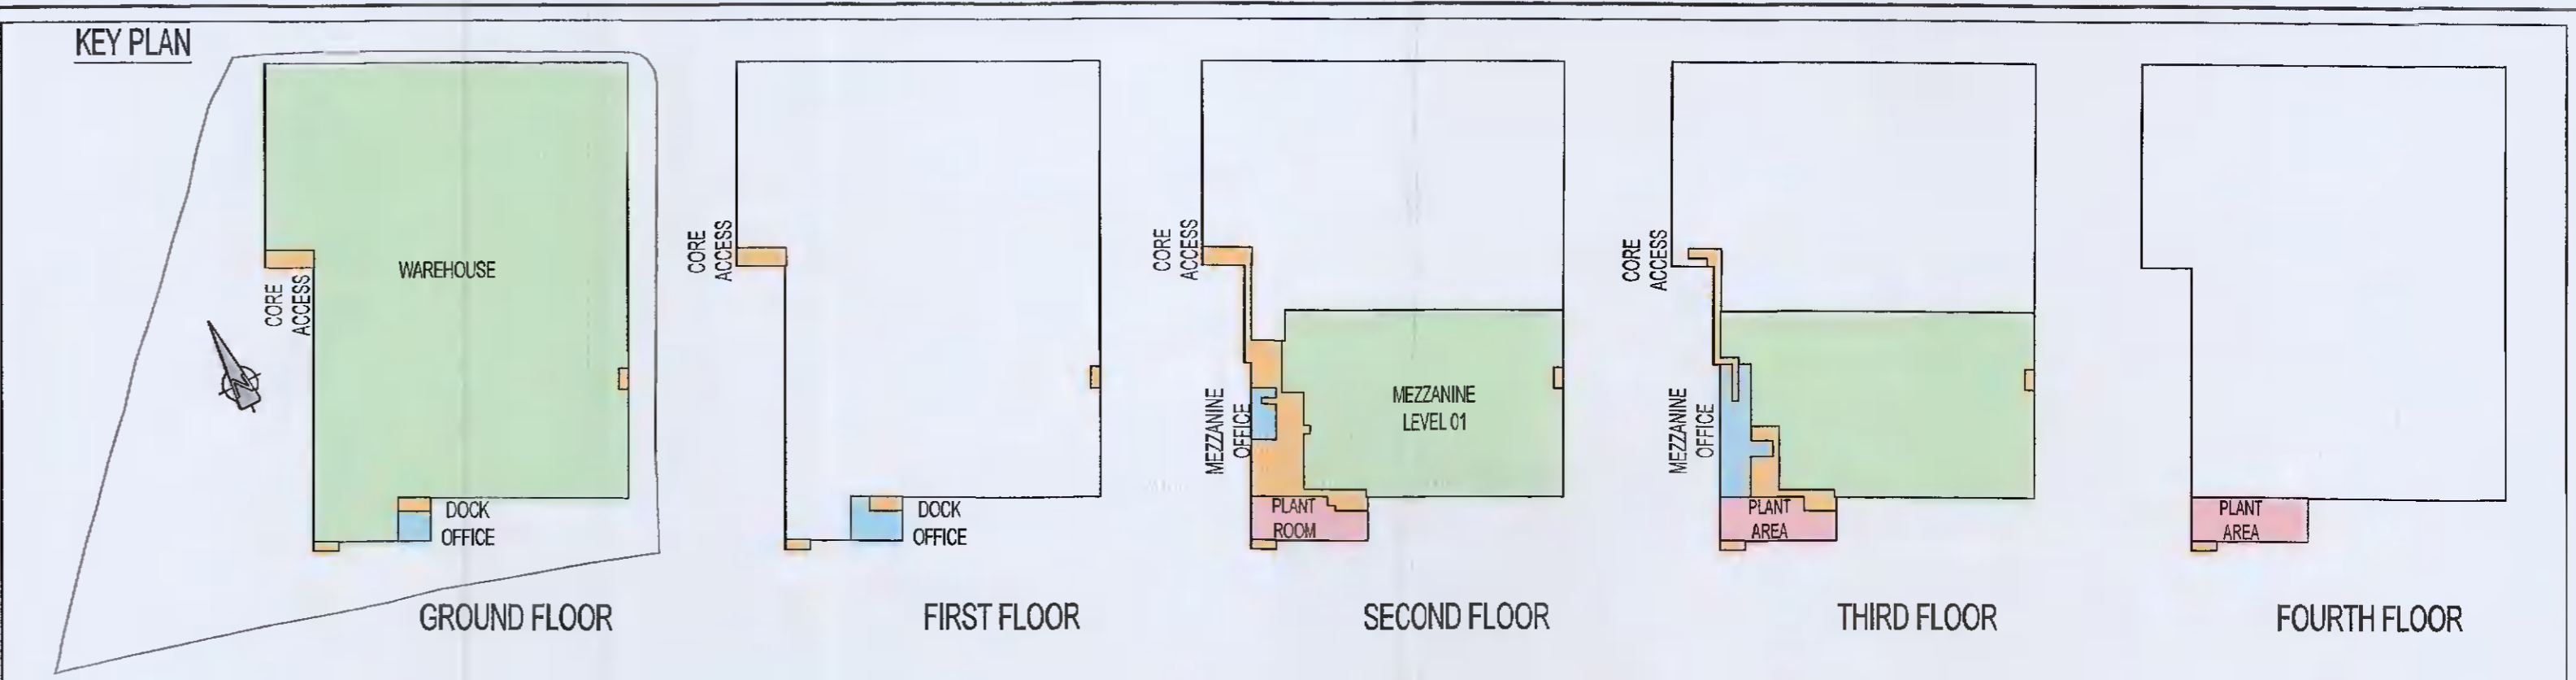 KEY PLAN
WAREHOUSE
CORE
ACCESS
DOCK
OFFICE
GROUND FLOOR
CORE
ACCESS
DOCK
OFFICE
FIRST FLOOR
CORE
ACCESS
MEZZANINE
OFFICE
MEZZANINE
LEVEL 01
PLANT
ROOM
SECOND FLOOR
CORE
ACCESS
MEZZANINE
OFFICE
PLANT
AREA
THIRD FLOOR
PLANT
AREA
FOURTH FLOOR